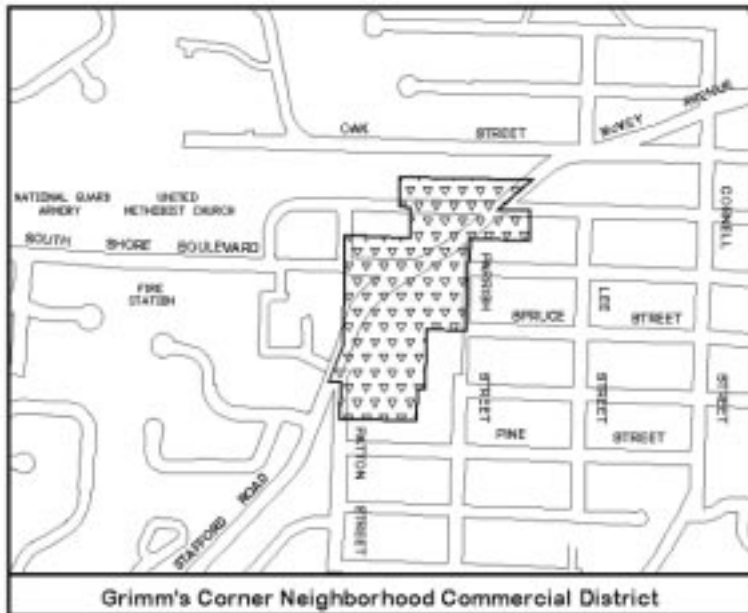 OAK STREET
McVEY AVENUE
NATIONAL GUARD
ARMORY
UNITED
METHODIST CHURCH
CORNELL
STREET
SOUTH SHORE BOULEVARD
FIRE
STATION
PARRISH
STREET
LEE
STREET
SPRUCE STREET
PINE STREET
PATTON STREET
STAFFORD ROAD
Grimm's Corner Neighborhood Commercial District